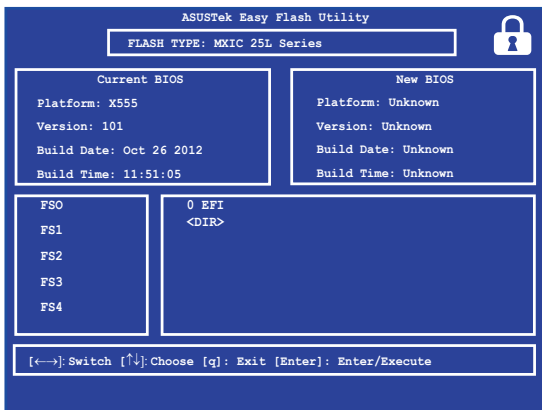 ASUSTek Easy Flash Utility
FLASH TYPE: MXIC 25L Series
Current BIOS
Platform: X555
Version: 101
Build Date: Oct 26 2012
Build Time: 11:51:05
New BIOS
Platform: Unknown
Version: Unknown
Build Date: Unknown
Build Time: Unknown
FSO
FS1
FS2
FS3
FS4
0 EFI
<DIR>
[←→]: Switch [↑↓]: Choose [q]: Exit [Enter]: Enter/Execute